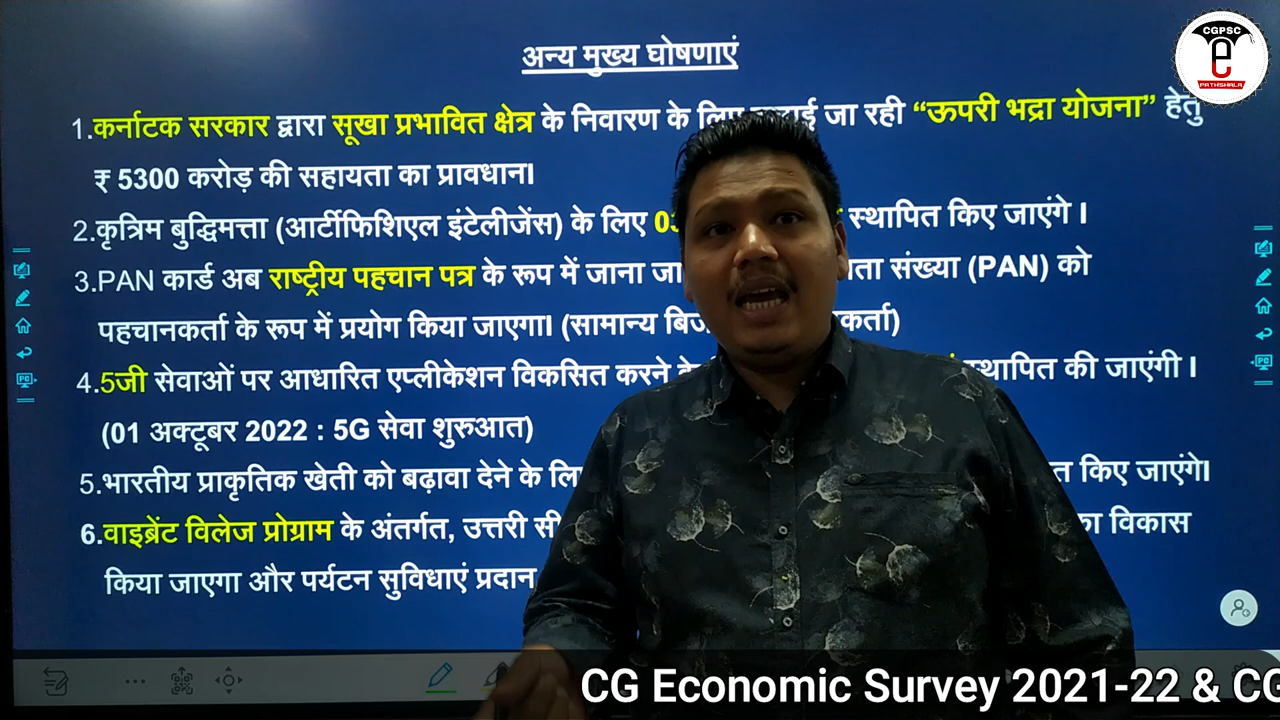 CGPSC
e
PATHSHALA
अन्य मुख्य घोषणाएं
1.कर्नाटक सरकार द्वारा सूखा प्रभावित क्षेत्र के निवारण के लिए जा रही “ऊपरी भद्रा योजना” हेतु
₹ 5300 करोड़ की सहायता का प्रावधान।
2.कृत्रिम बुद्धिमत्ता (आर्टीफिशिएल इंटेलीजेंस) के लिए 03 स्थापित किए जाएंगे ।
3.PAN कार्ड अब राष्ट्रीय पहचान पत्र के रूप में जाना संख्या (PAN) को
पहचानकर्ता के रूप में प्रयोग किया जाएगा। (सामान्य
4.5जी सेवाओं पर आधारित एप्लीकेशन विकसित करने स्थापित की जाएंगी ।
(01 अक्टूबर 2022 : 5G सेवा शुरुआत)
5.भारतीय प्राकृतिक खेती को बढ़ावा देने के किए जाएंगे।
6.वाइब्रेंट विलेज प्रोग्राम के अंतर्गत, उत्तरी का विकास
किया जाएगा और पर्यटन सुविधाएं प्रदान
CG Economic Survey 2021-22 & CG